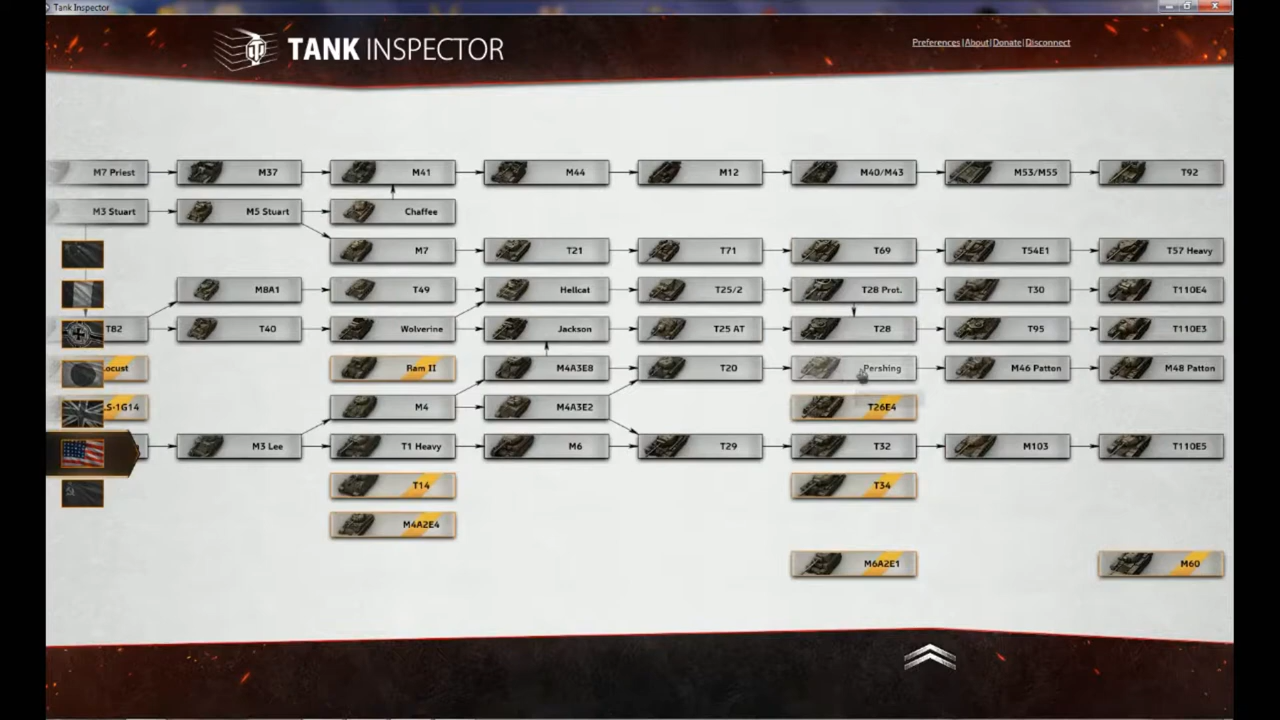 Tank Inspector
TANK INSPECTOR
Preferences | About | Donate | Disconnect
M7 Priest M37 M41 M44 M12 M40/M43 M53/M55 T92
M3 Stuart M5 Stuart Chaffee
M7 T21 T71 T69 T54E1 T57 Heavy
M8A1 T49 Hellcat T25/2 T28 Prot. T30 T110E4
T82 T40 Wolverine Jackson T25 AT T28 T95 T110E3
ocust Ram II M4A3E8 T20 Pershing M46 Patton M48 Patton
S-1G14 M4 M4A3E2 T26E4
M3 Lee T1 Heavy M6 T29 T32 M103 T110E5
T14 T34
M4A2E4
M6A2E1 M60